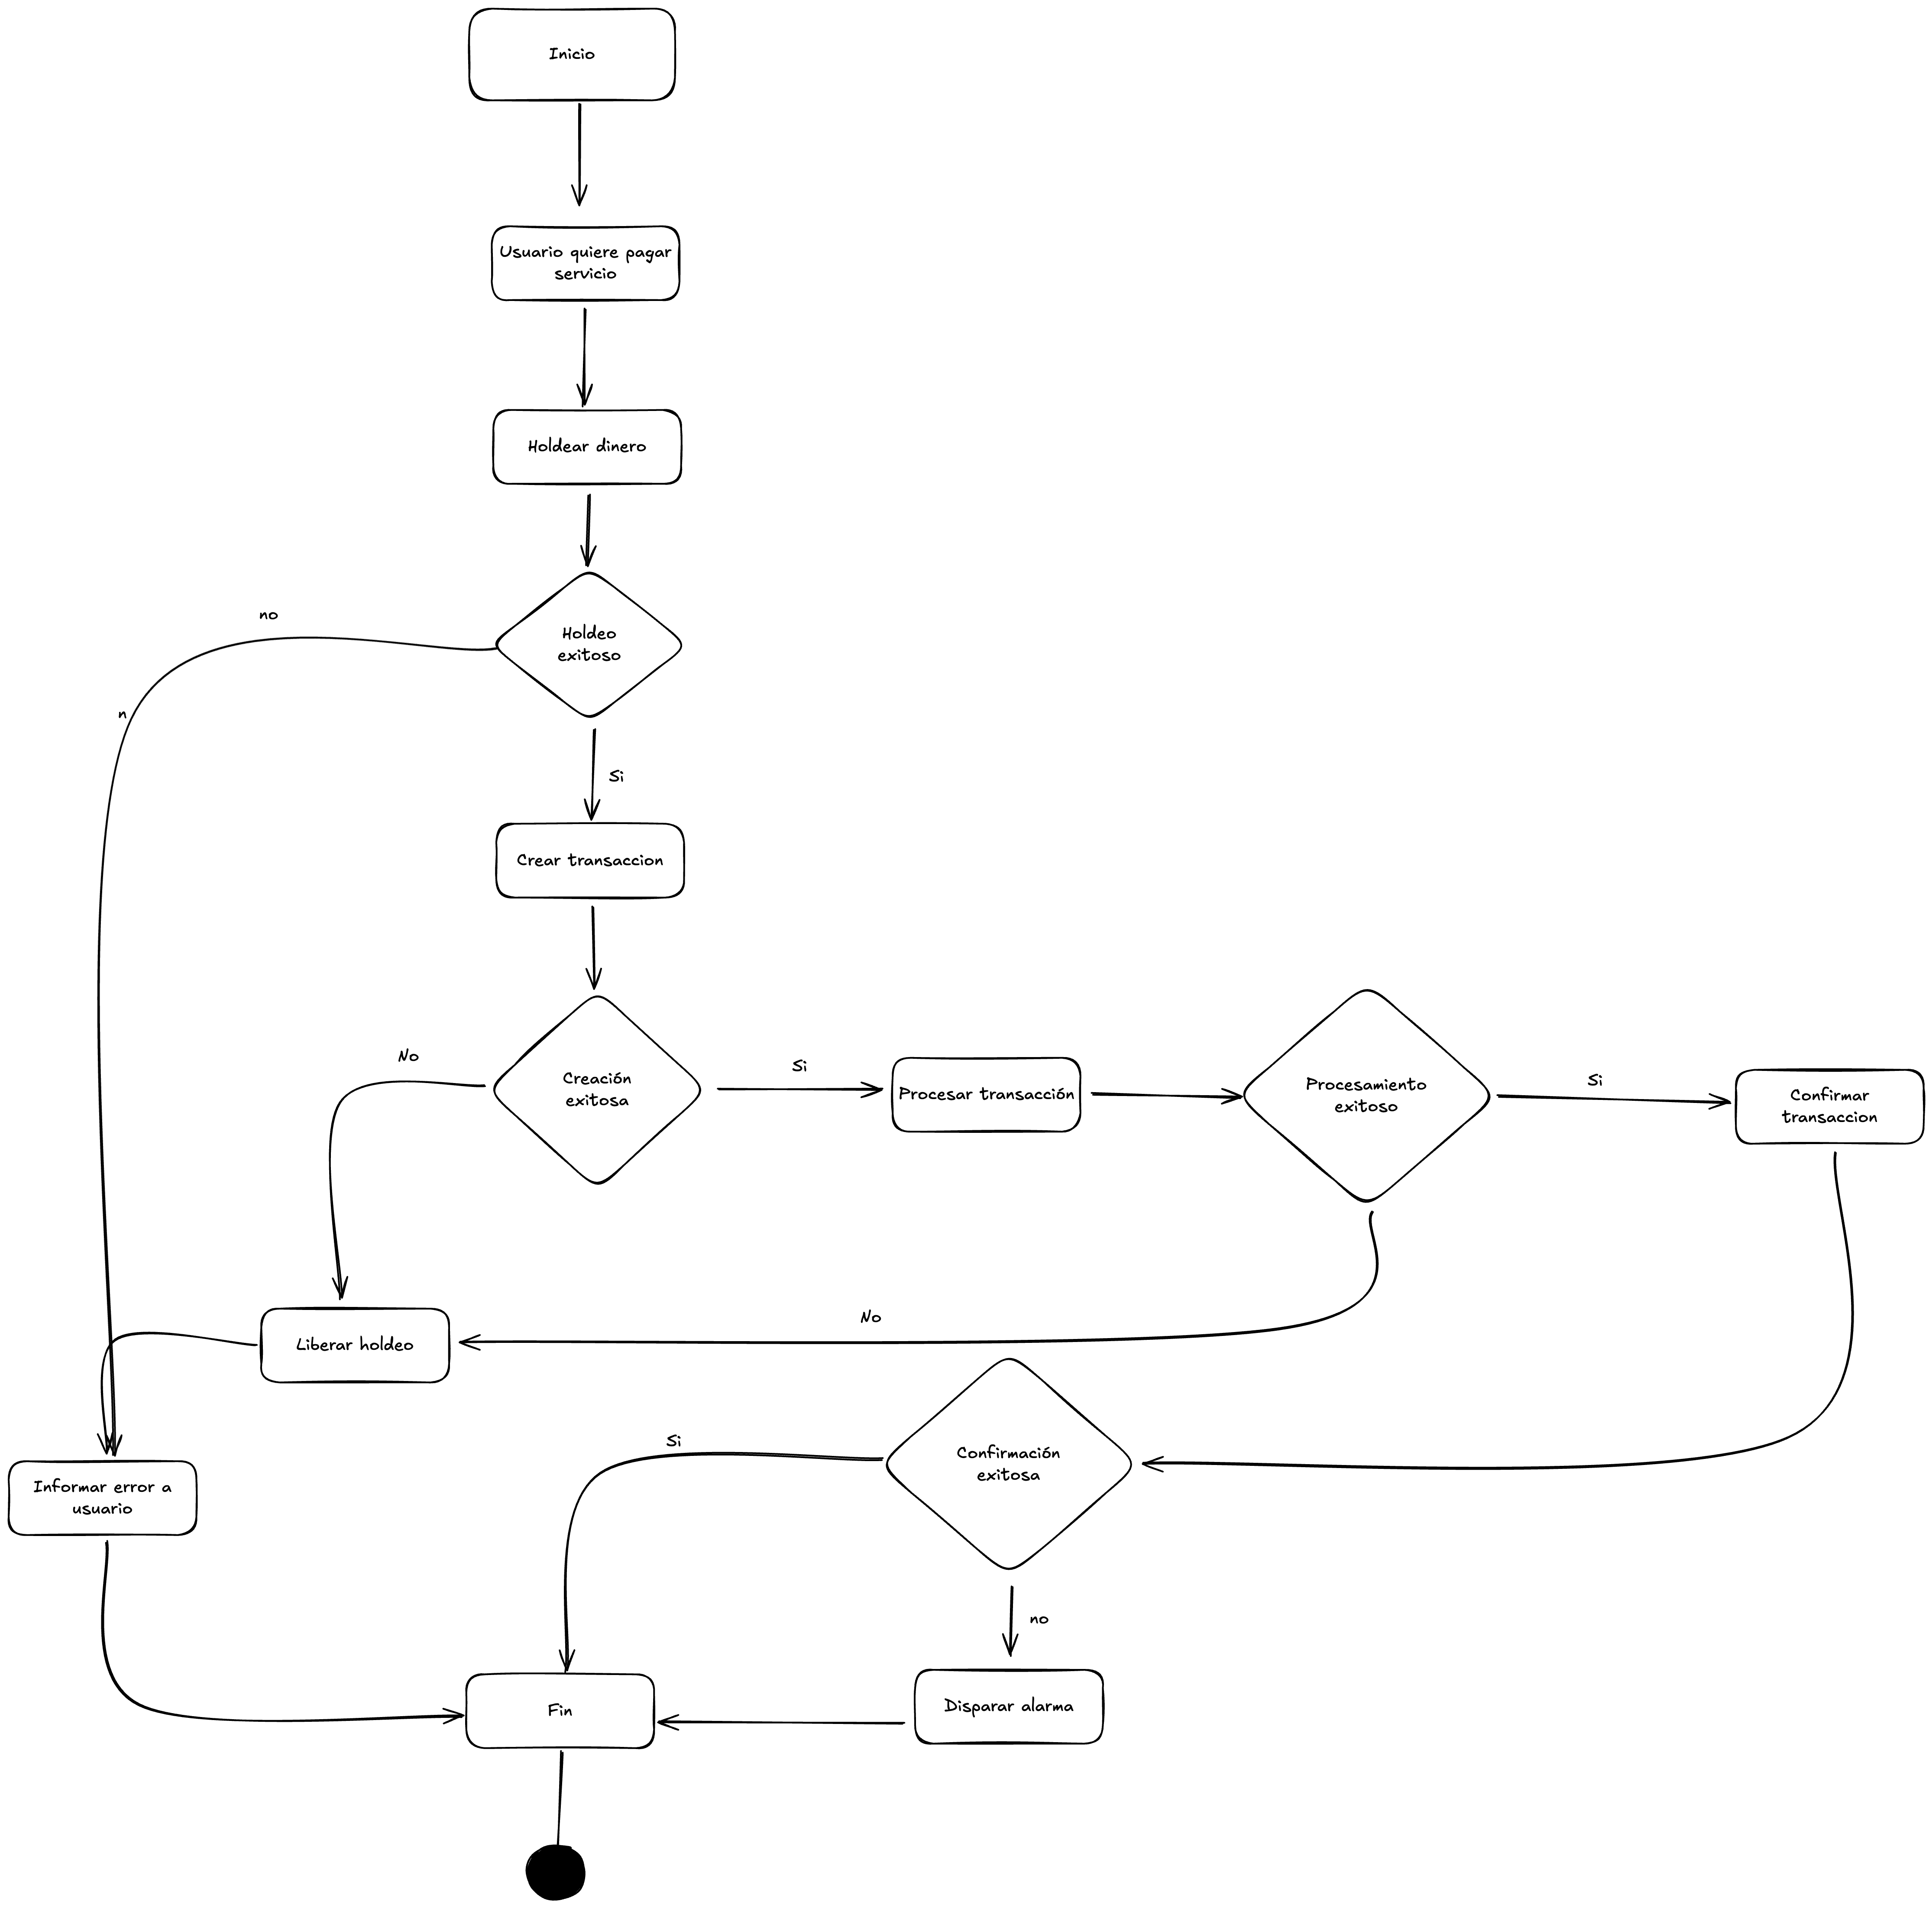 Inicio
Usuario quiere pagar
servicio
Holdear dinero
no
Holdeo
exitoso
n
Si
Crear transaccion
No
Creación
exitosa
Si
Procesar transacción
Procesamiento
exitoso
Si
Confirmar
transaccion
No
Liberar holdeo
Si
Confirmación
exitosa
Informar error a
usuario
no
Fin
Disparar alarma